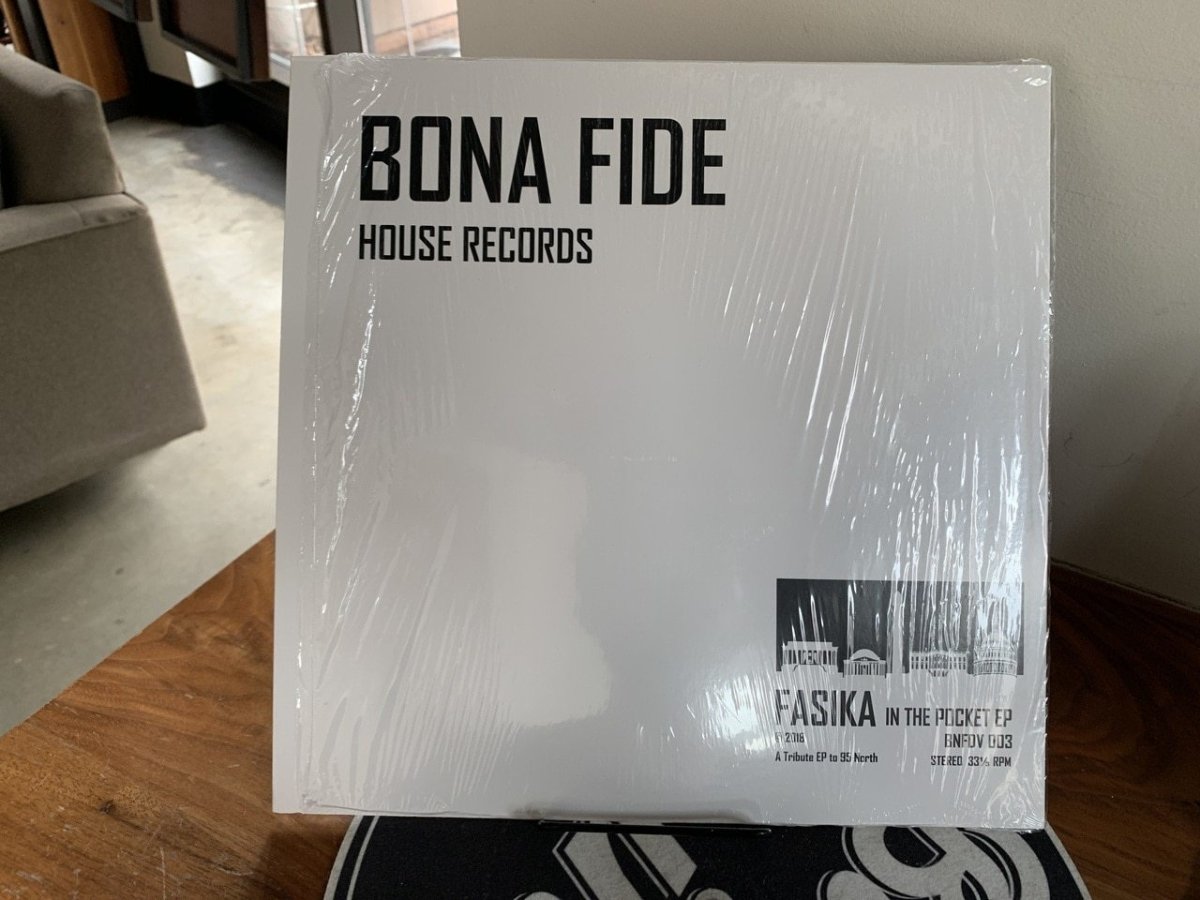 BONA FIDE
HOUSE RECORDS
FASIKA IN THE POCKET EP
℗ 2018
BNFDV 003
A Tribute EP to 95 North
STEREO 33⅓ RPM